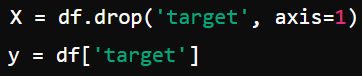 X = df.drop('target', axis=1)
y = df['target']